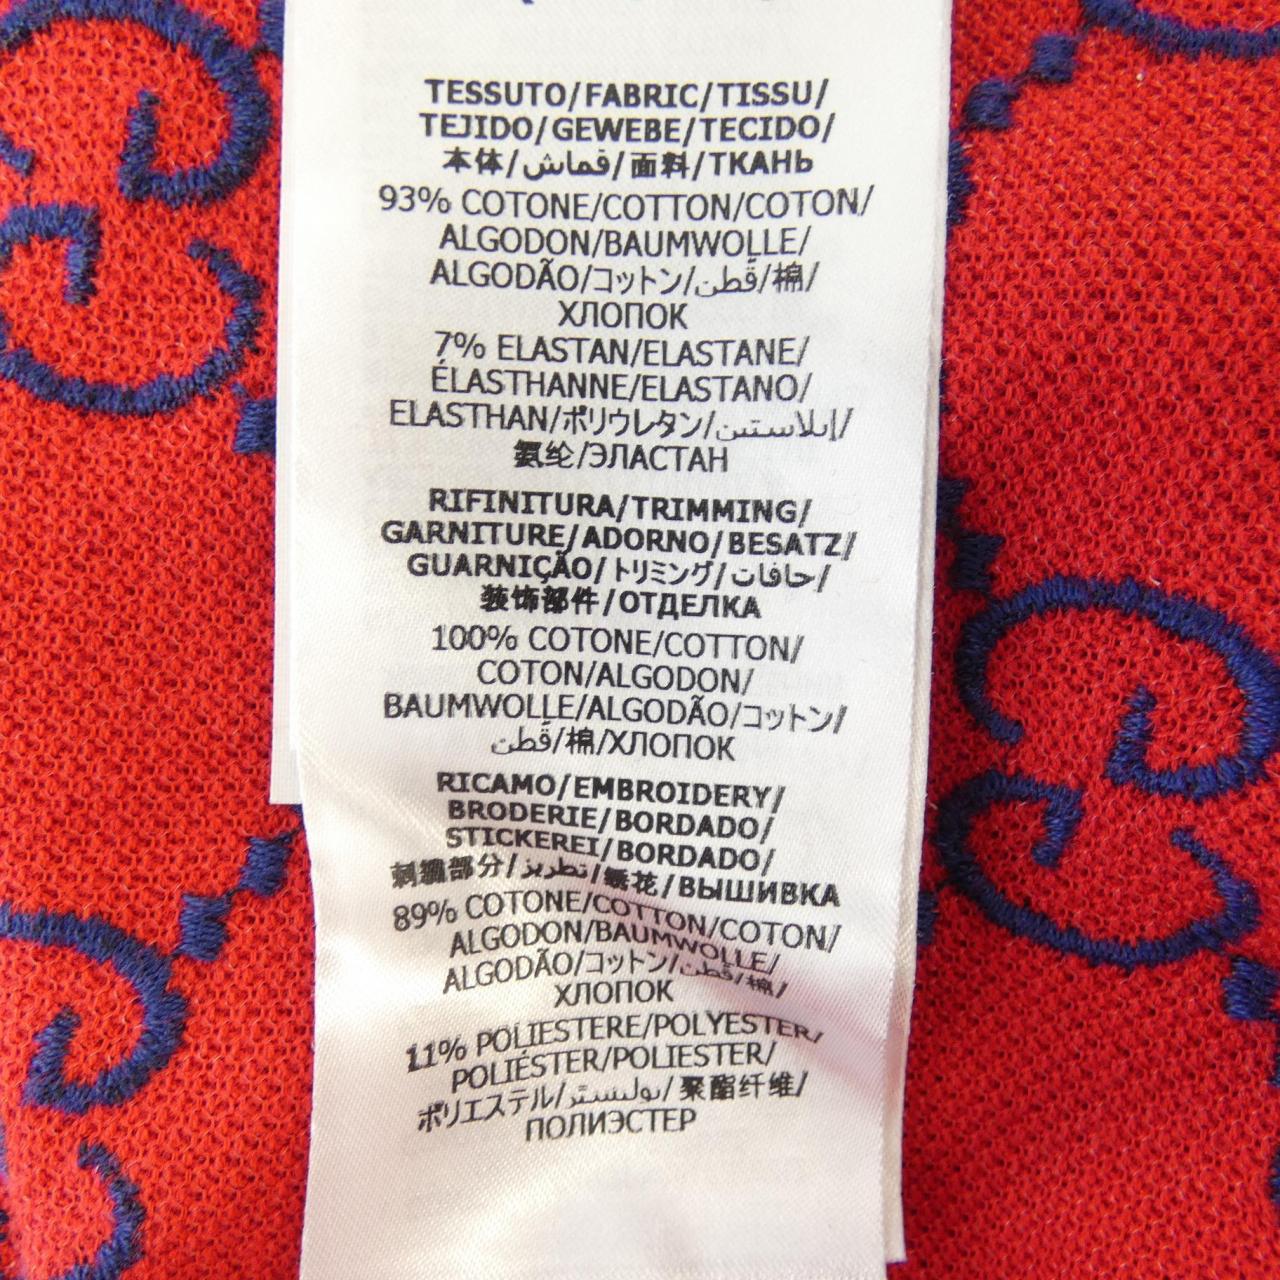 TESSUTO/FABRIC/TISSU/
TEJIDO/GEWEBE/TECIDO/
本体/قماش/面料/ТКАНЬ
93% COTONE/COTTON/COTON/
ALGODON/BAUMWOLLE/
ALGODÃO/コットン/قطن/棉/
ХЛОПОК
7% ELASTAN/ELASTANE/
ÉLASTHANNE/ELASTANO/
ELASTHAN/ポリウレタン/إيلاستين/
氨纶/ЭЛАСТАН
RIFINITURA/TRIMMING/
GARNITURE/ADORNO/BESATZ/
GUARNIÇÃO/トリミング/حافات/
装饰部件/ОТДЕЛКА
100% COTONE/COTTON/
COTON/ALGODON/
BAUMWOLLE/ALGODÃO/コットン/
قطن/棉/ХЛОПОК
RICAMO/EMBROIDERY/
BRODERIE/BORDADO/
STICKEREI/BORDADO/
刺繍部分/تطريز/绣花/ВЫШИВКА
89% COTONE/COTTON/COTON/
ALGODON/BAUMWOLLE/
ALGODÃO/コットン/قطن/棉/
ХЛОПОК
11% POLIESTERE/POLYESTER/
POLIÉSTER/POLIESTER/
ポリエステル/بوليستر/聚酯纤维/
ПОЛИЭСТЕР